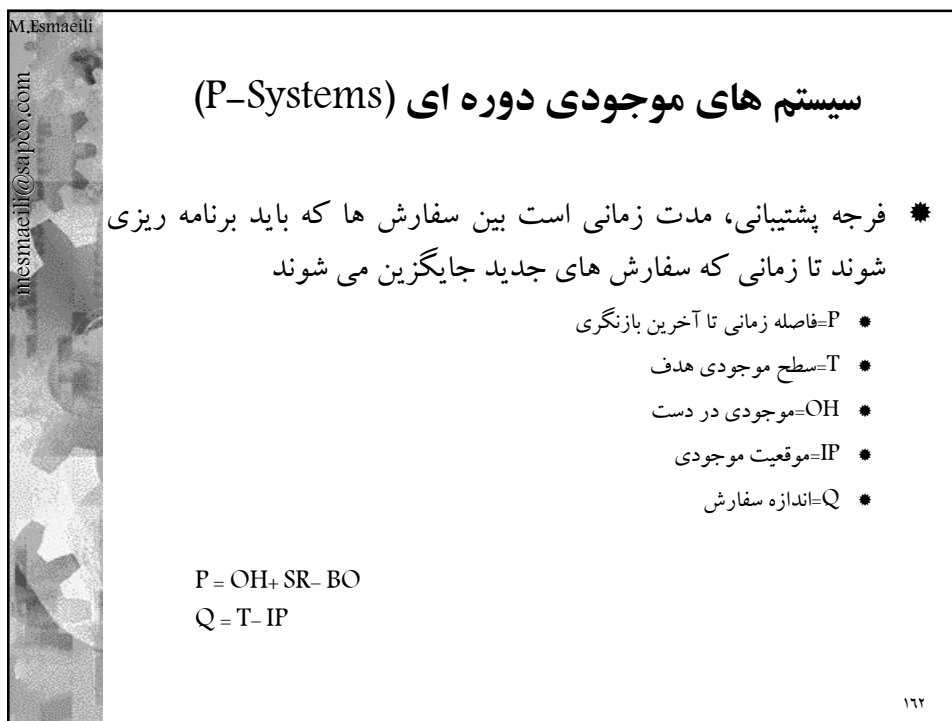 M.Esmaeili
mesmaeili@sapco.com
سیستم های موجودی دوره ای (P-Systems)
فرجه پشتیبانی، مدت زمانی است بین سفارش ها که باید برنامه ریزی
شوند تا زمانی که سفارش های جدید جایگزین می شوند
P=فاصله زمانی تا آخرین بازنگری
T=سطح موجودی هدف
OH=موجودی در دست
IP=موقعیت موجودی
Q=اندازه سفارش
P = OH+ SR- BO
Q = T- IP
۱۶۲